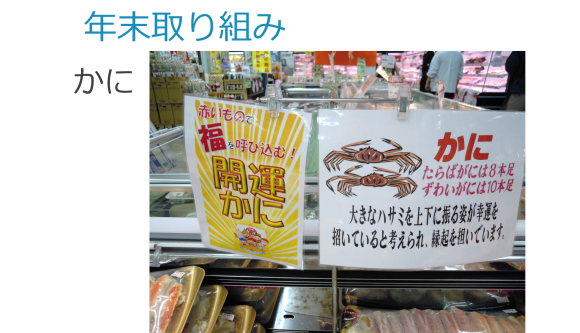 年末取り組み
かに
赤いもので、
福を呼び込む！
開運
かに
かに
たらばがには8本足
ずわいがには10本足
大きなハサミを上下に振る姿が幸運を
招いていると考えられ、縁起を担いでいます。